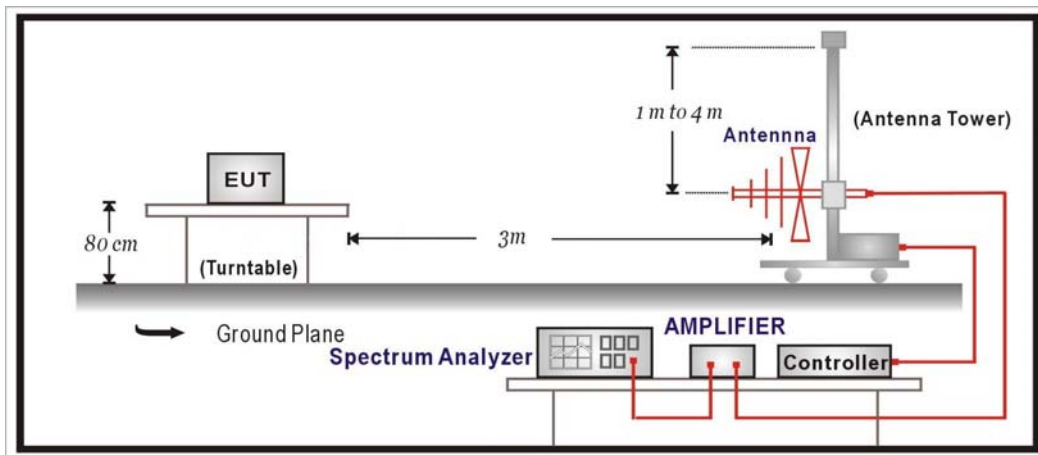 1 m to 4 m
(Antenna Tower)
Antennna
EUT
80 cm
3m
(Turntable)
Ground Plane
AMPLIFIER
Spectrum Analyzer
Controller